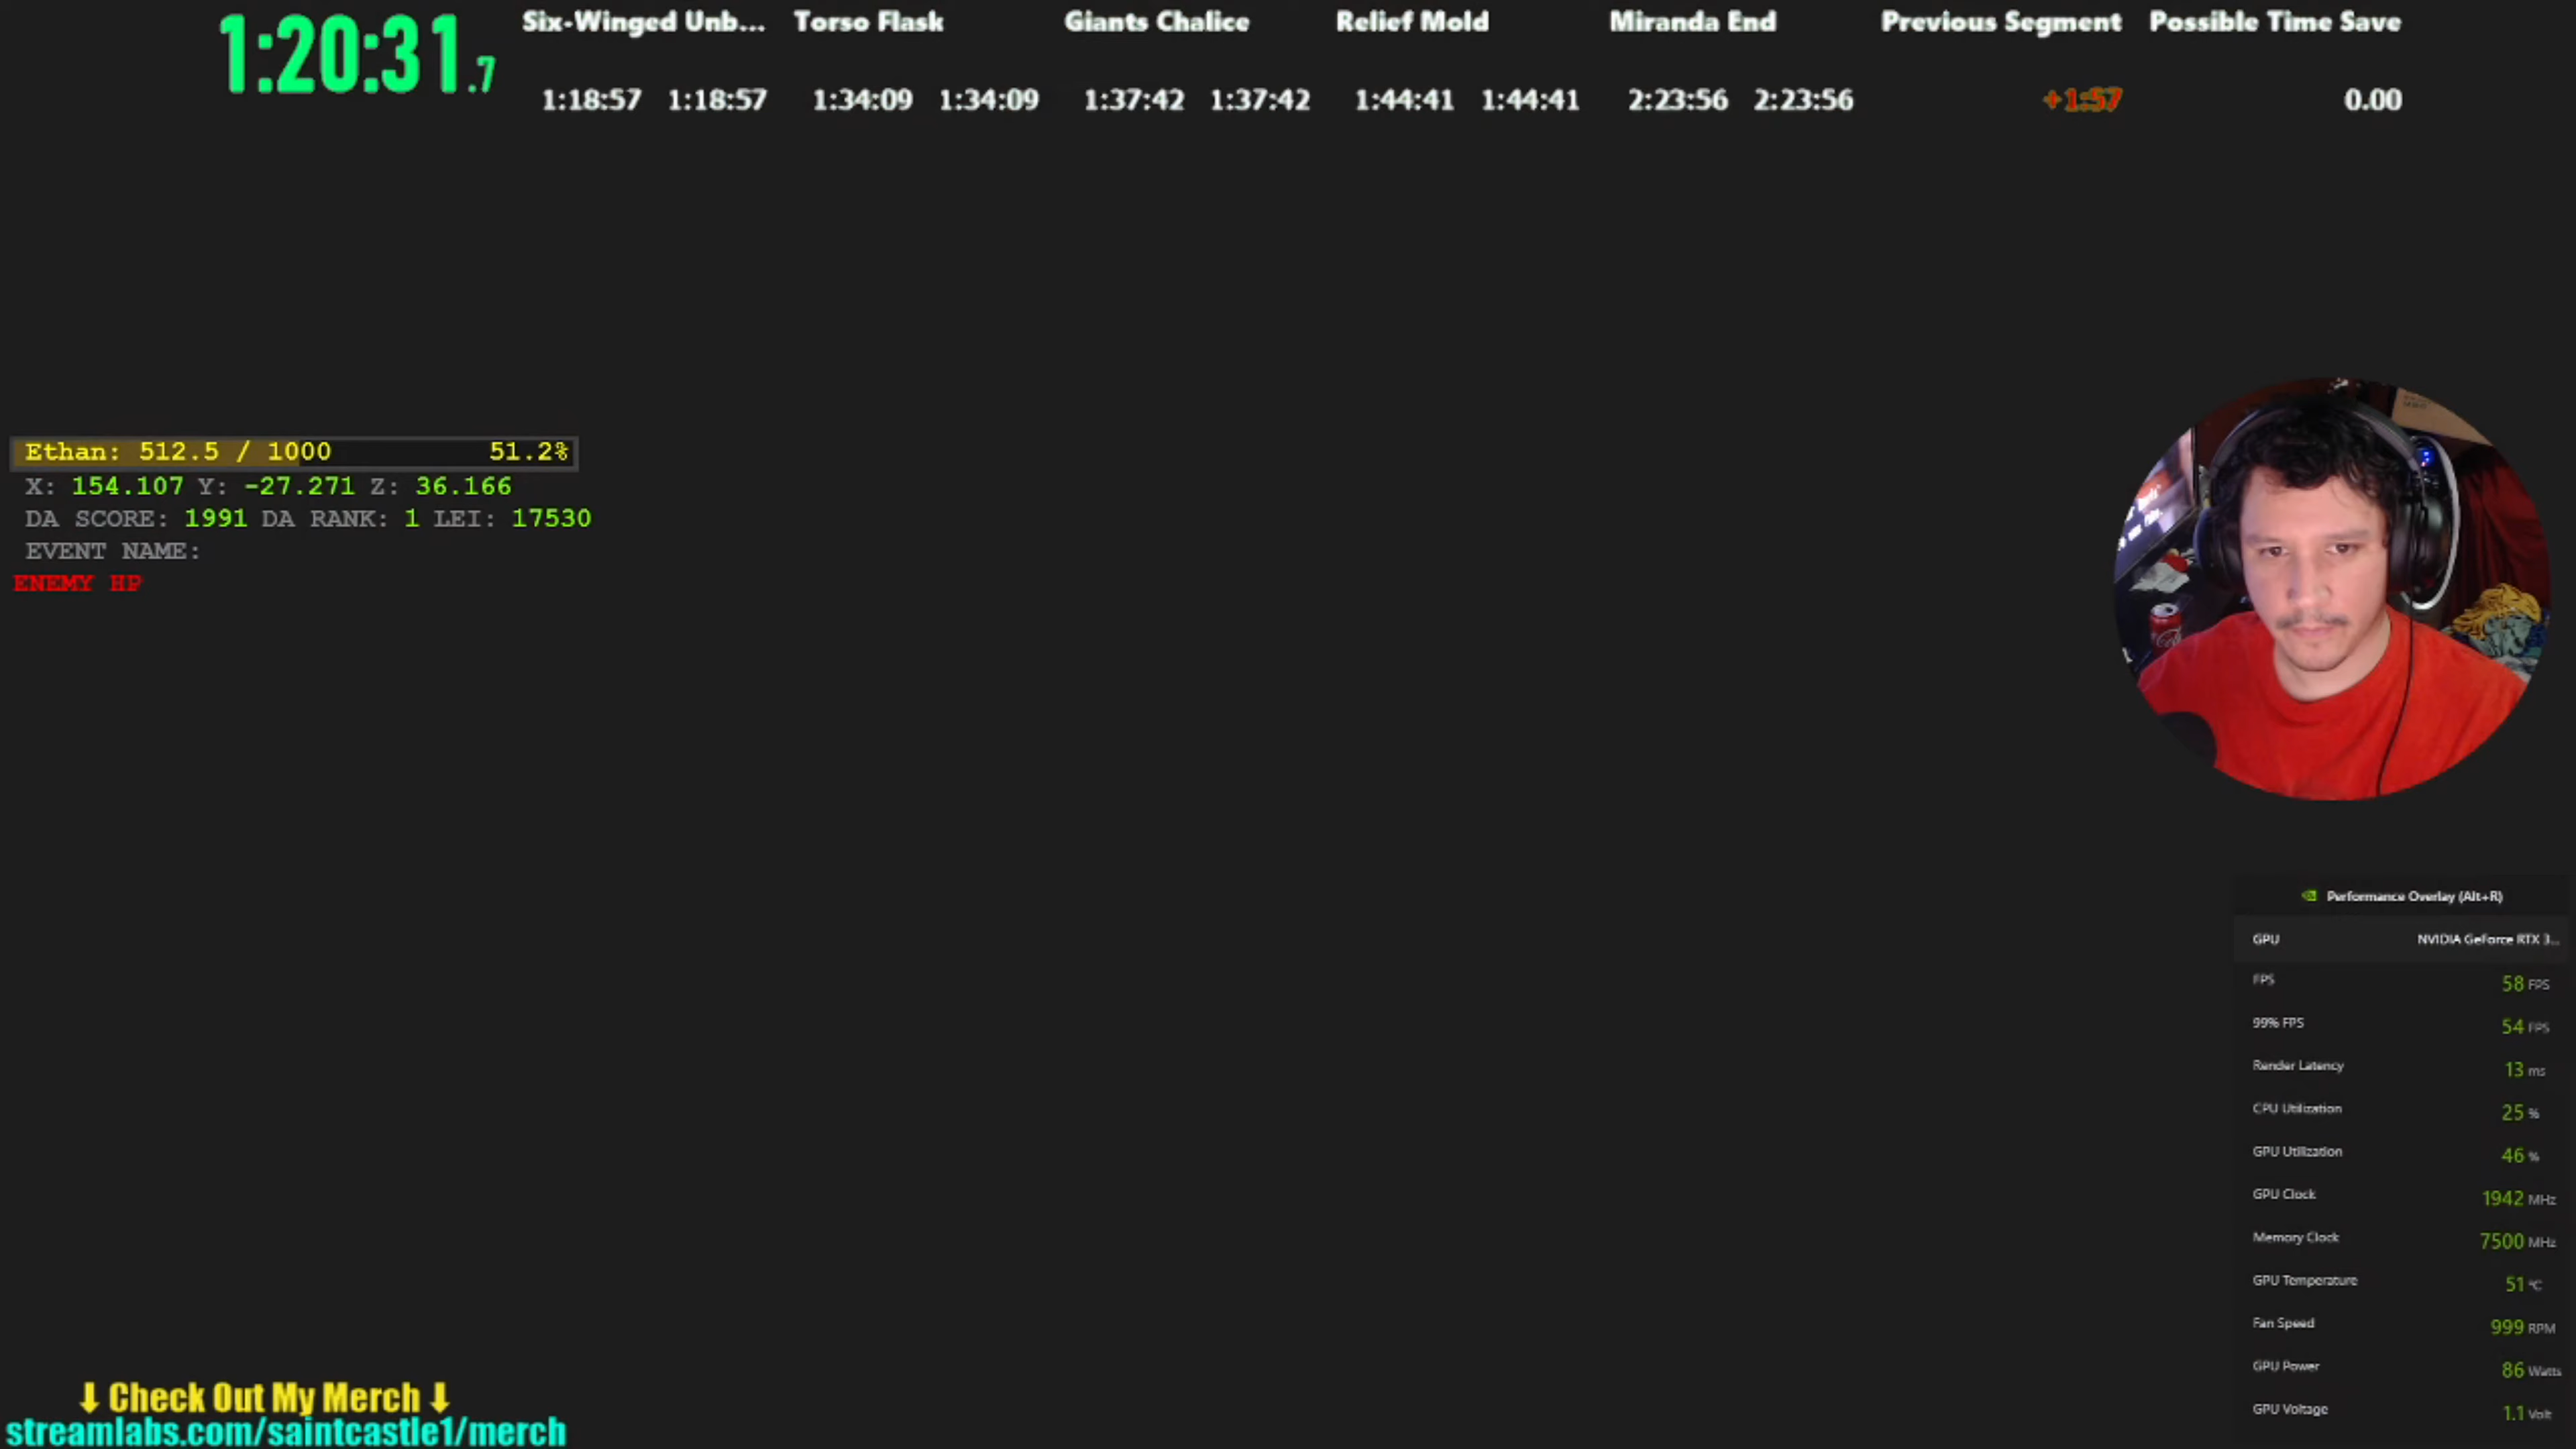 1:20:31.7
Six-Winged Unb... Torso Flask Giants Chalice Relief Mold Miranda End Previous Segment Possible Time Save
1:18:57 1:18:57 1:34:09 1:34:09 1:37:42 1:37:42 1:44:41 1:44:41 2:23:56 2:23:56 +1:57 0.00
Ethan: 512.5 / 1000 51.2%
X: 154.107 Y: -27.271 Z: 36.166
DA SCORE: 1991 DA RANK: 1 LEI: 17530
EVENT NAME:
ENEMY HP
Performance Overlay (Alt+R)
GPU NVIDIA GeForce RTX 3...
FPS 58 FPS
99% FPS 54 FPS
Render Latency 13 ms
CPU Utilization 25 %
GPU Utilization 46 %
GPU Clock 1942 MHz
Memory Clock 7500 MHz
GPU Temperature 51 °C
Fan Speed 999 RPM
GPU Power 86 Watts
GPU Voltage 1.1 Volt
⬇ Check Out My Merch ⬇
streamlabs.com/saintcastle1/merch